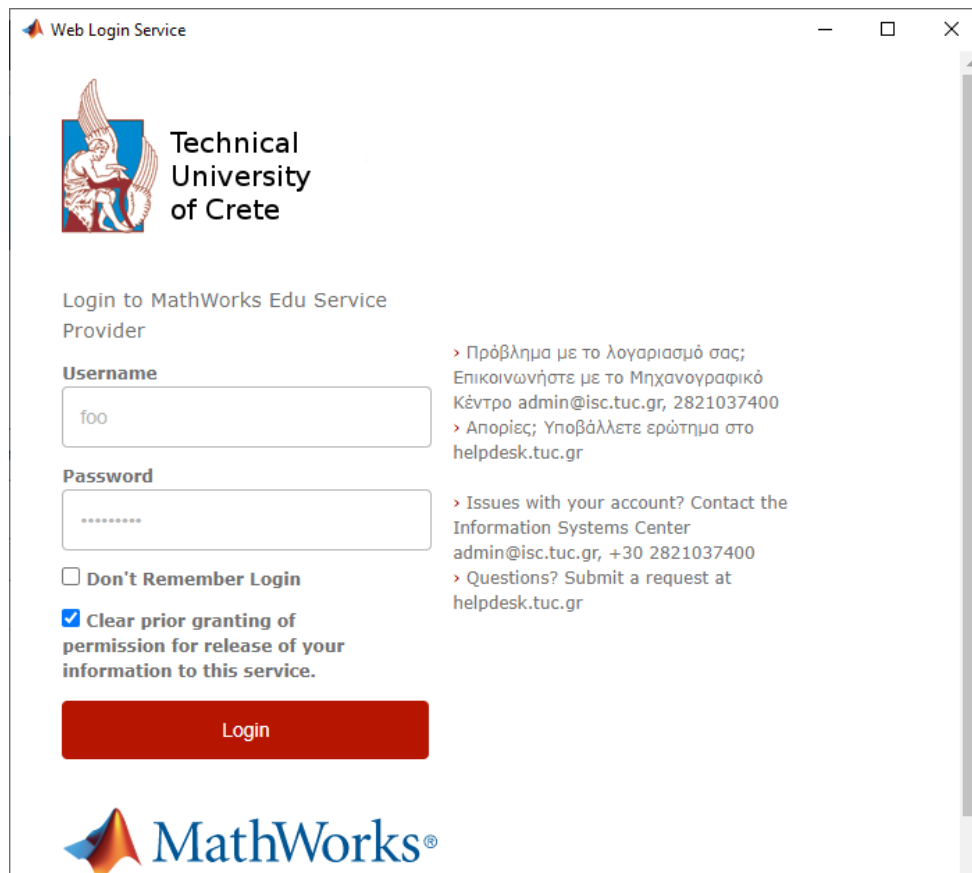 Web Login Service
Technical
University
of Crete
Login to MathWorks Edu Service
Provider
Username
foo
Password
•••••••••
Don't Remember Login
Clear prior granting of
permission for release of your
information to this service.
Login
› Πρόβλημα με το λογαριασμό σας;
Επικοινωνήστε με το Μηχανογραφικό
Κέντρο admin@isc.tuc.gr, 2821037400
› Απορίες; Υποβάλλετε ερώτημα στο
helpdesk.tuc.gr
› Issues with your account? Contact the
Information Systems Center
admin@isc.tuc.gr, +30 2821037400
› Questions? Submit a request at
helpdesk.tuc.gr
MathWorks®